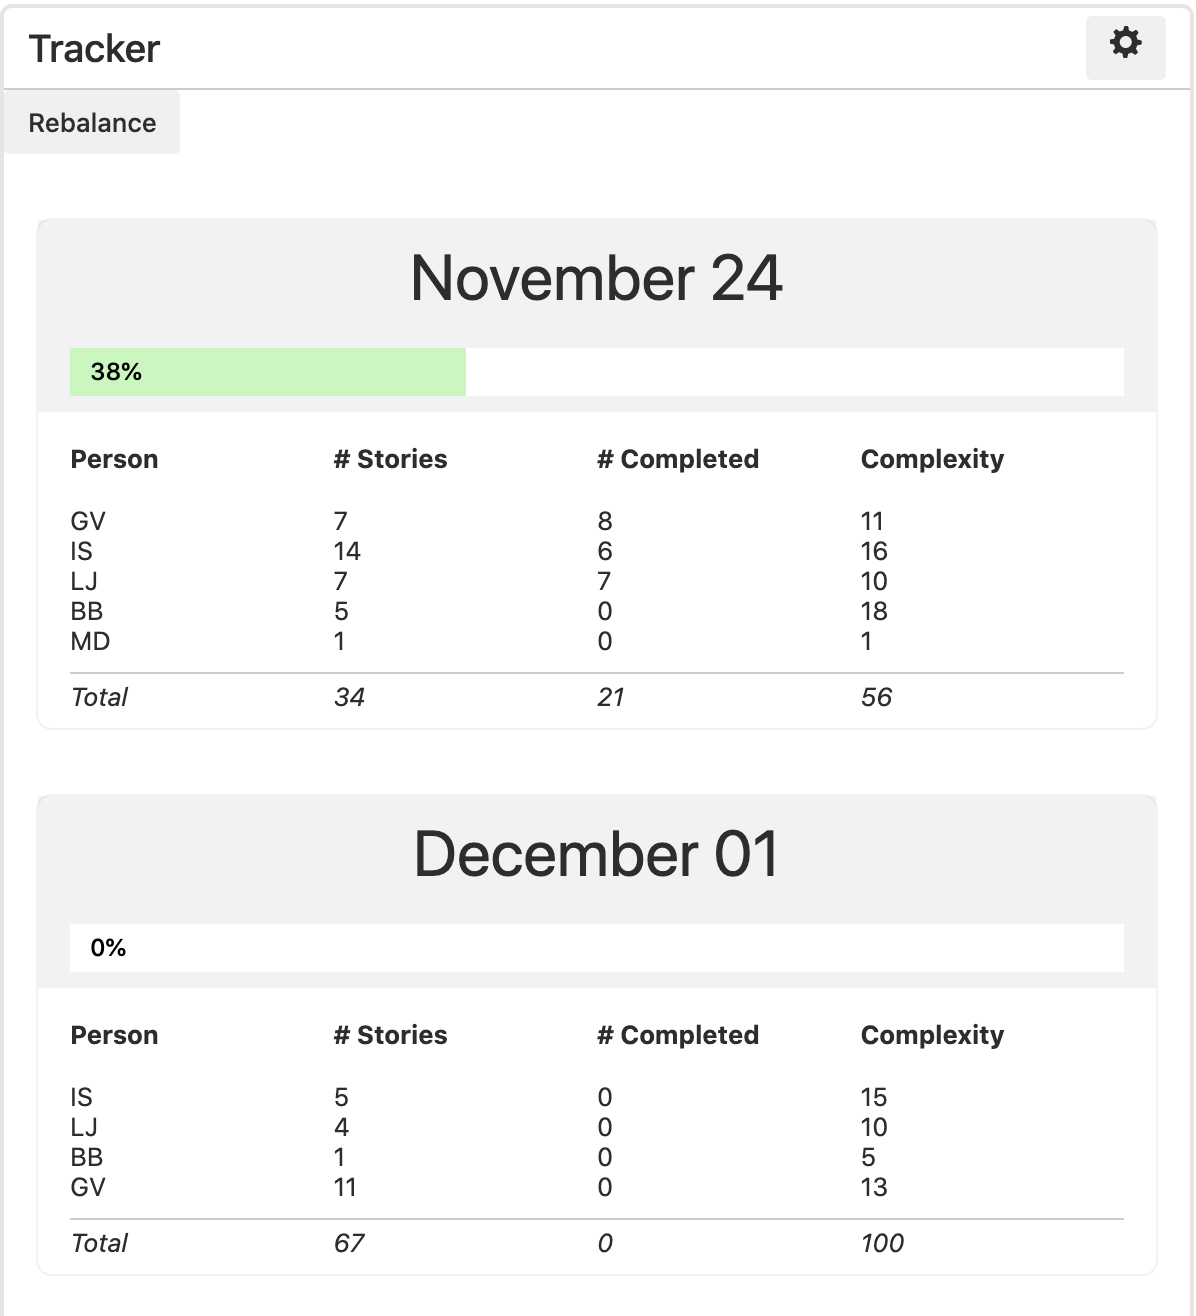 Tracker
Rebalance
November 24
38%
Person # Stories # Completed Complexity
GV 7 8 11
IS 14 6 16
LJ 7 7 10
BB 5 0 18
MD 1 0 1
Total 34 21 56
December 01
0%
Person # Stories # Completed Complexity
IS 5 0 15
LJ 4 0 10
BB 1 0 5
GV 11 0 13
Total 67 0 100